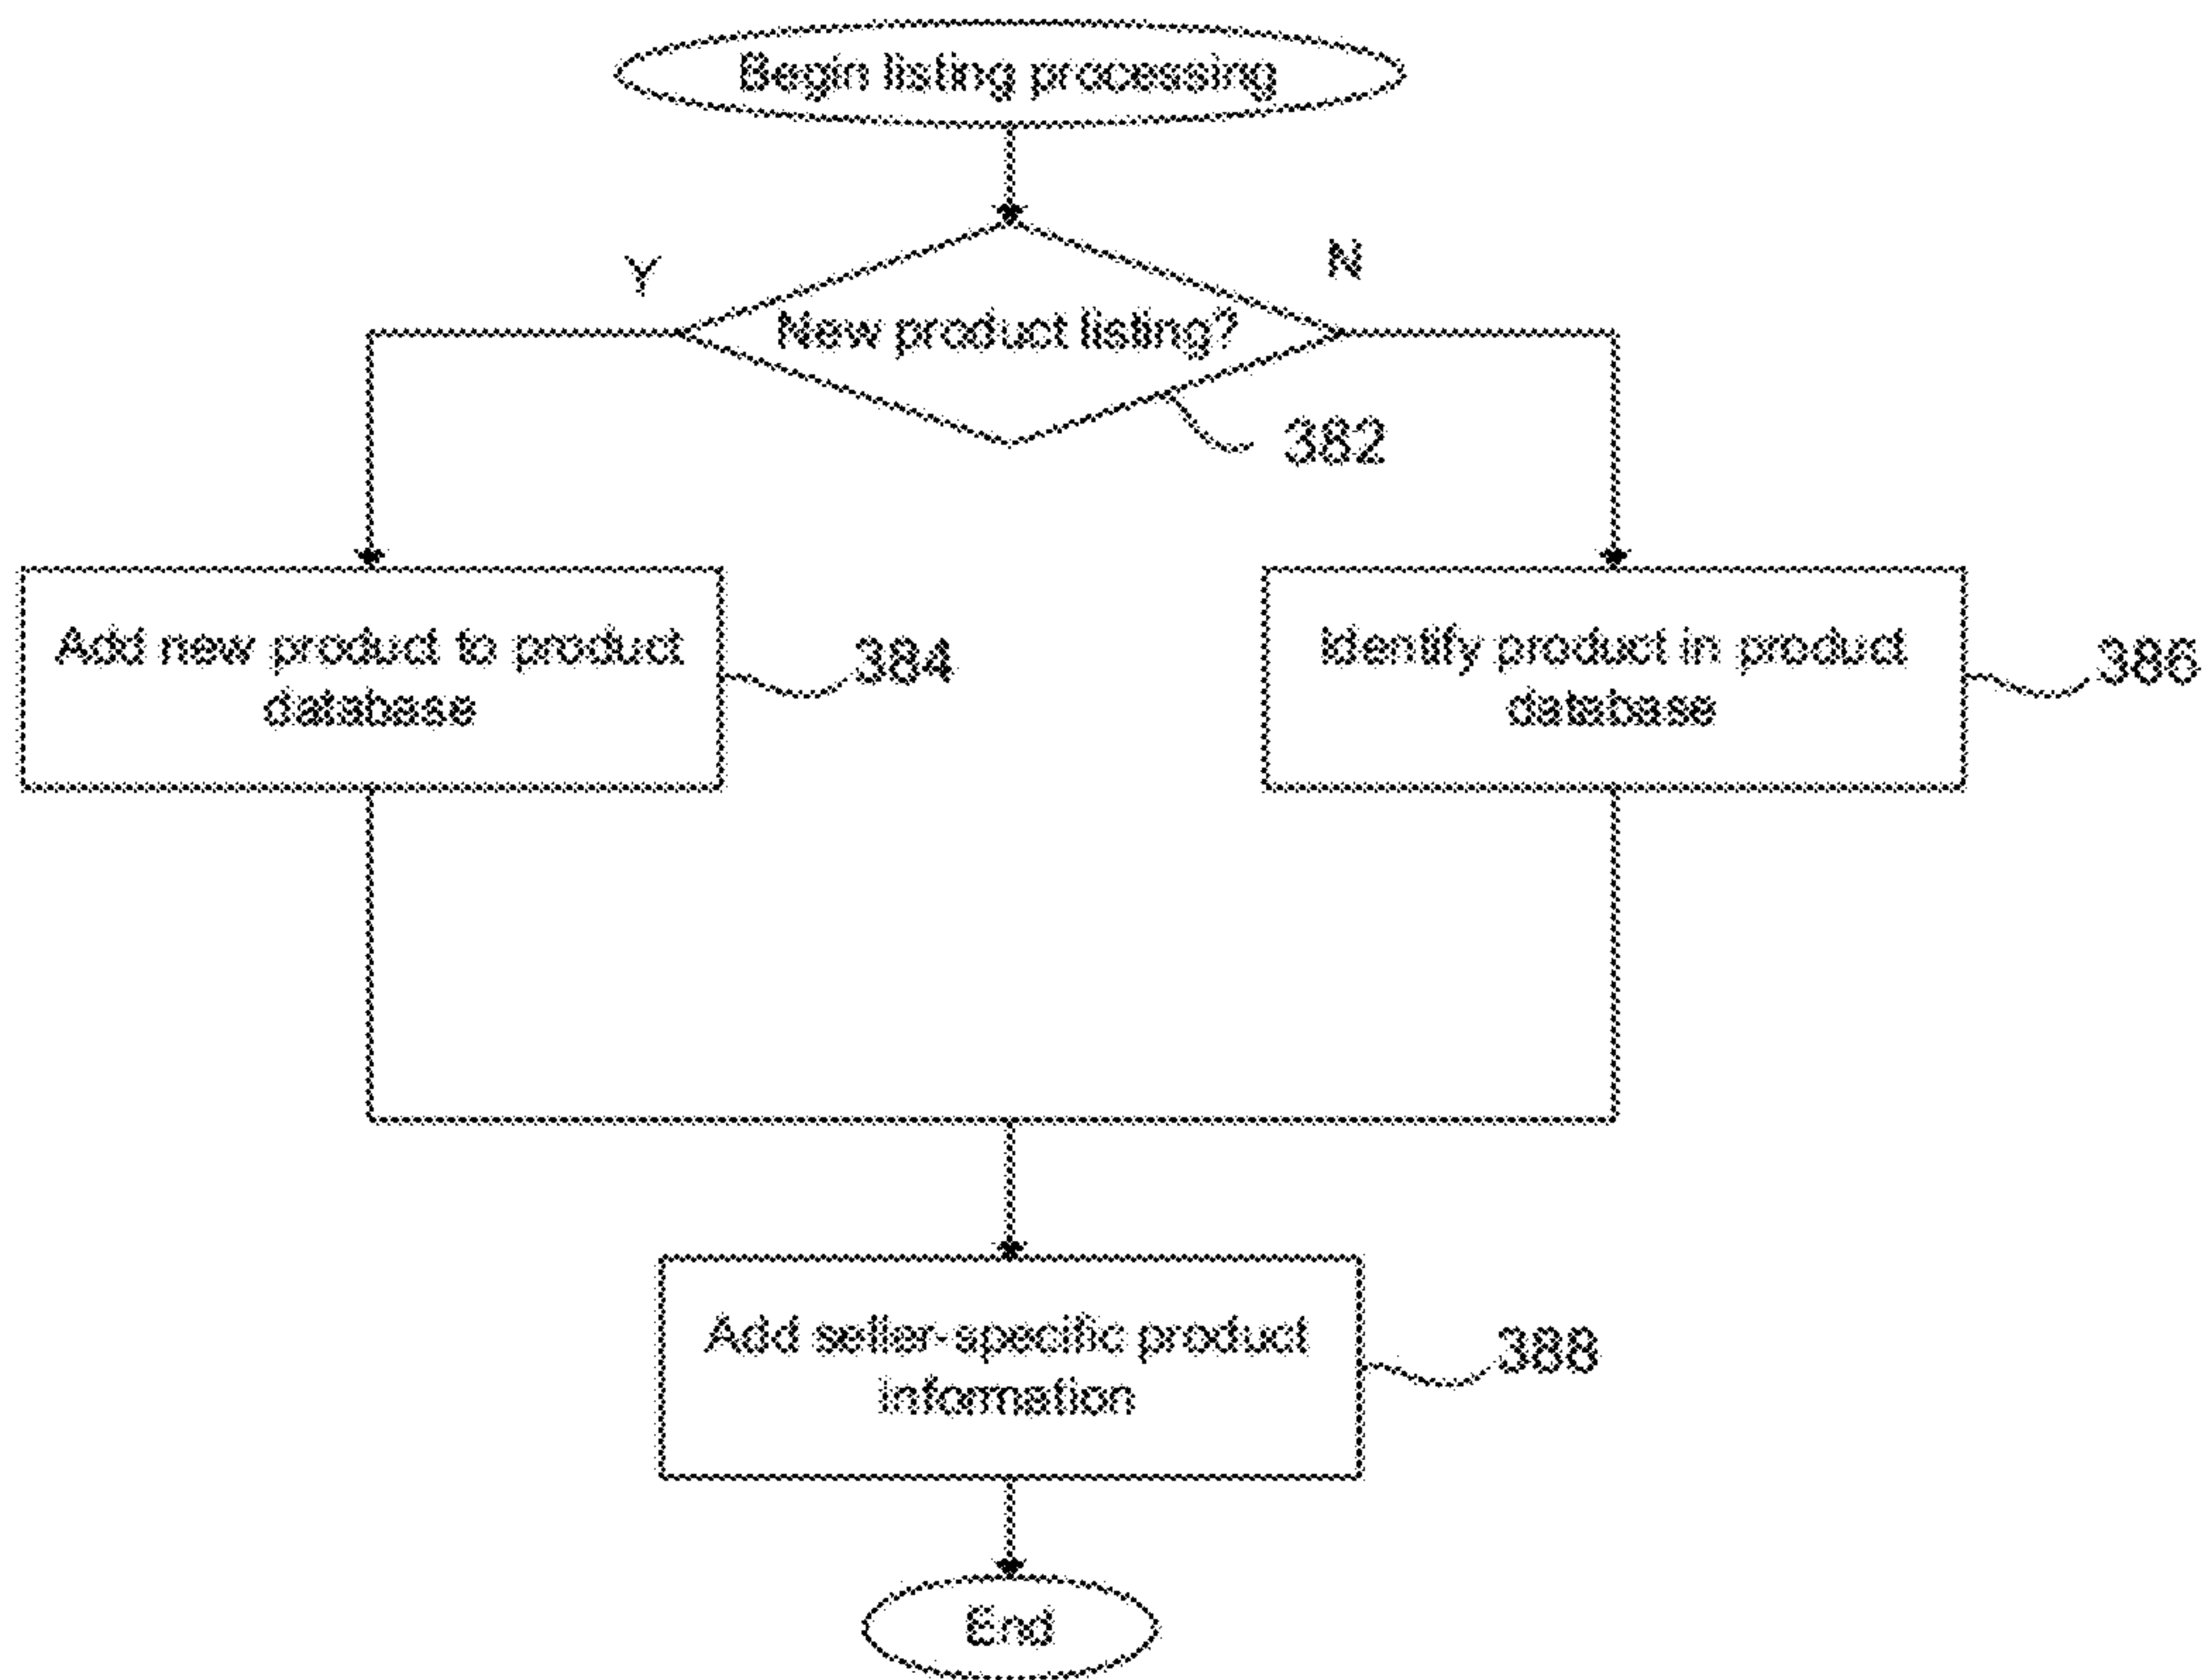 Begin listing processing
Y
N
New product listing?
382
Add new product to product
database
384
Identify product in product
database
386
Add seller-specific product
information
388
End